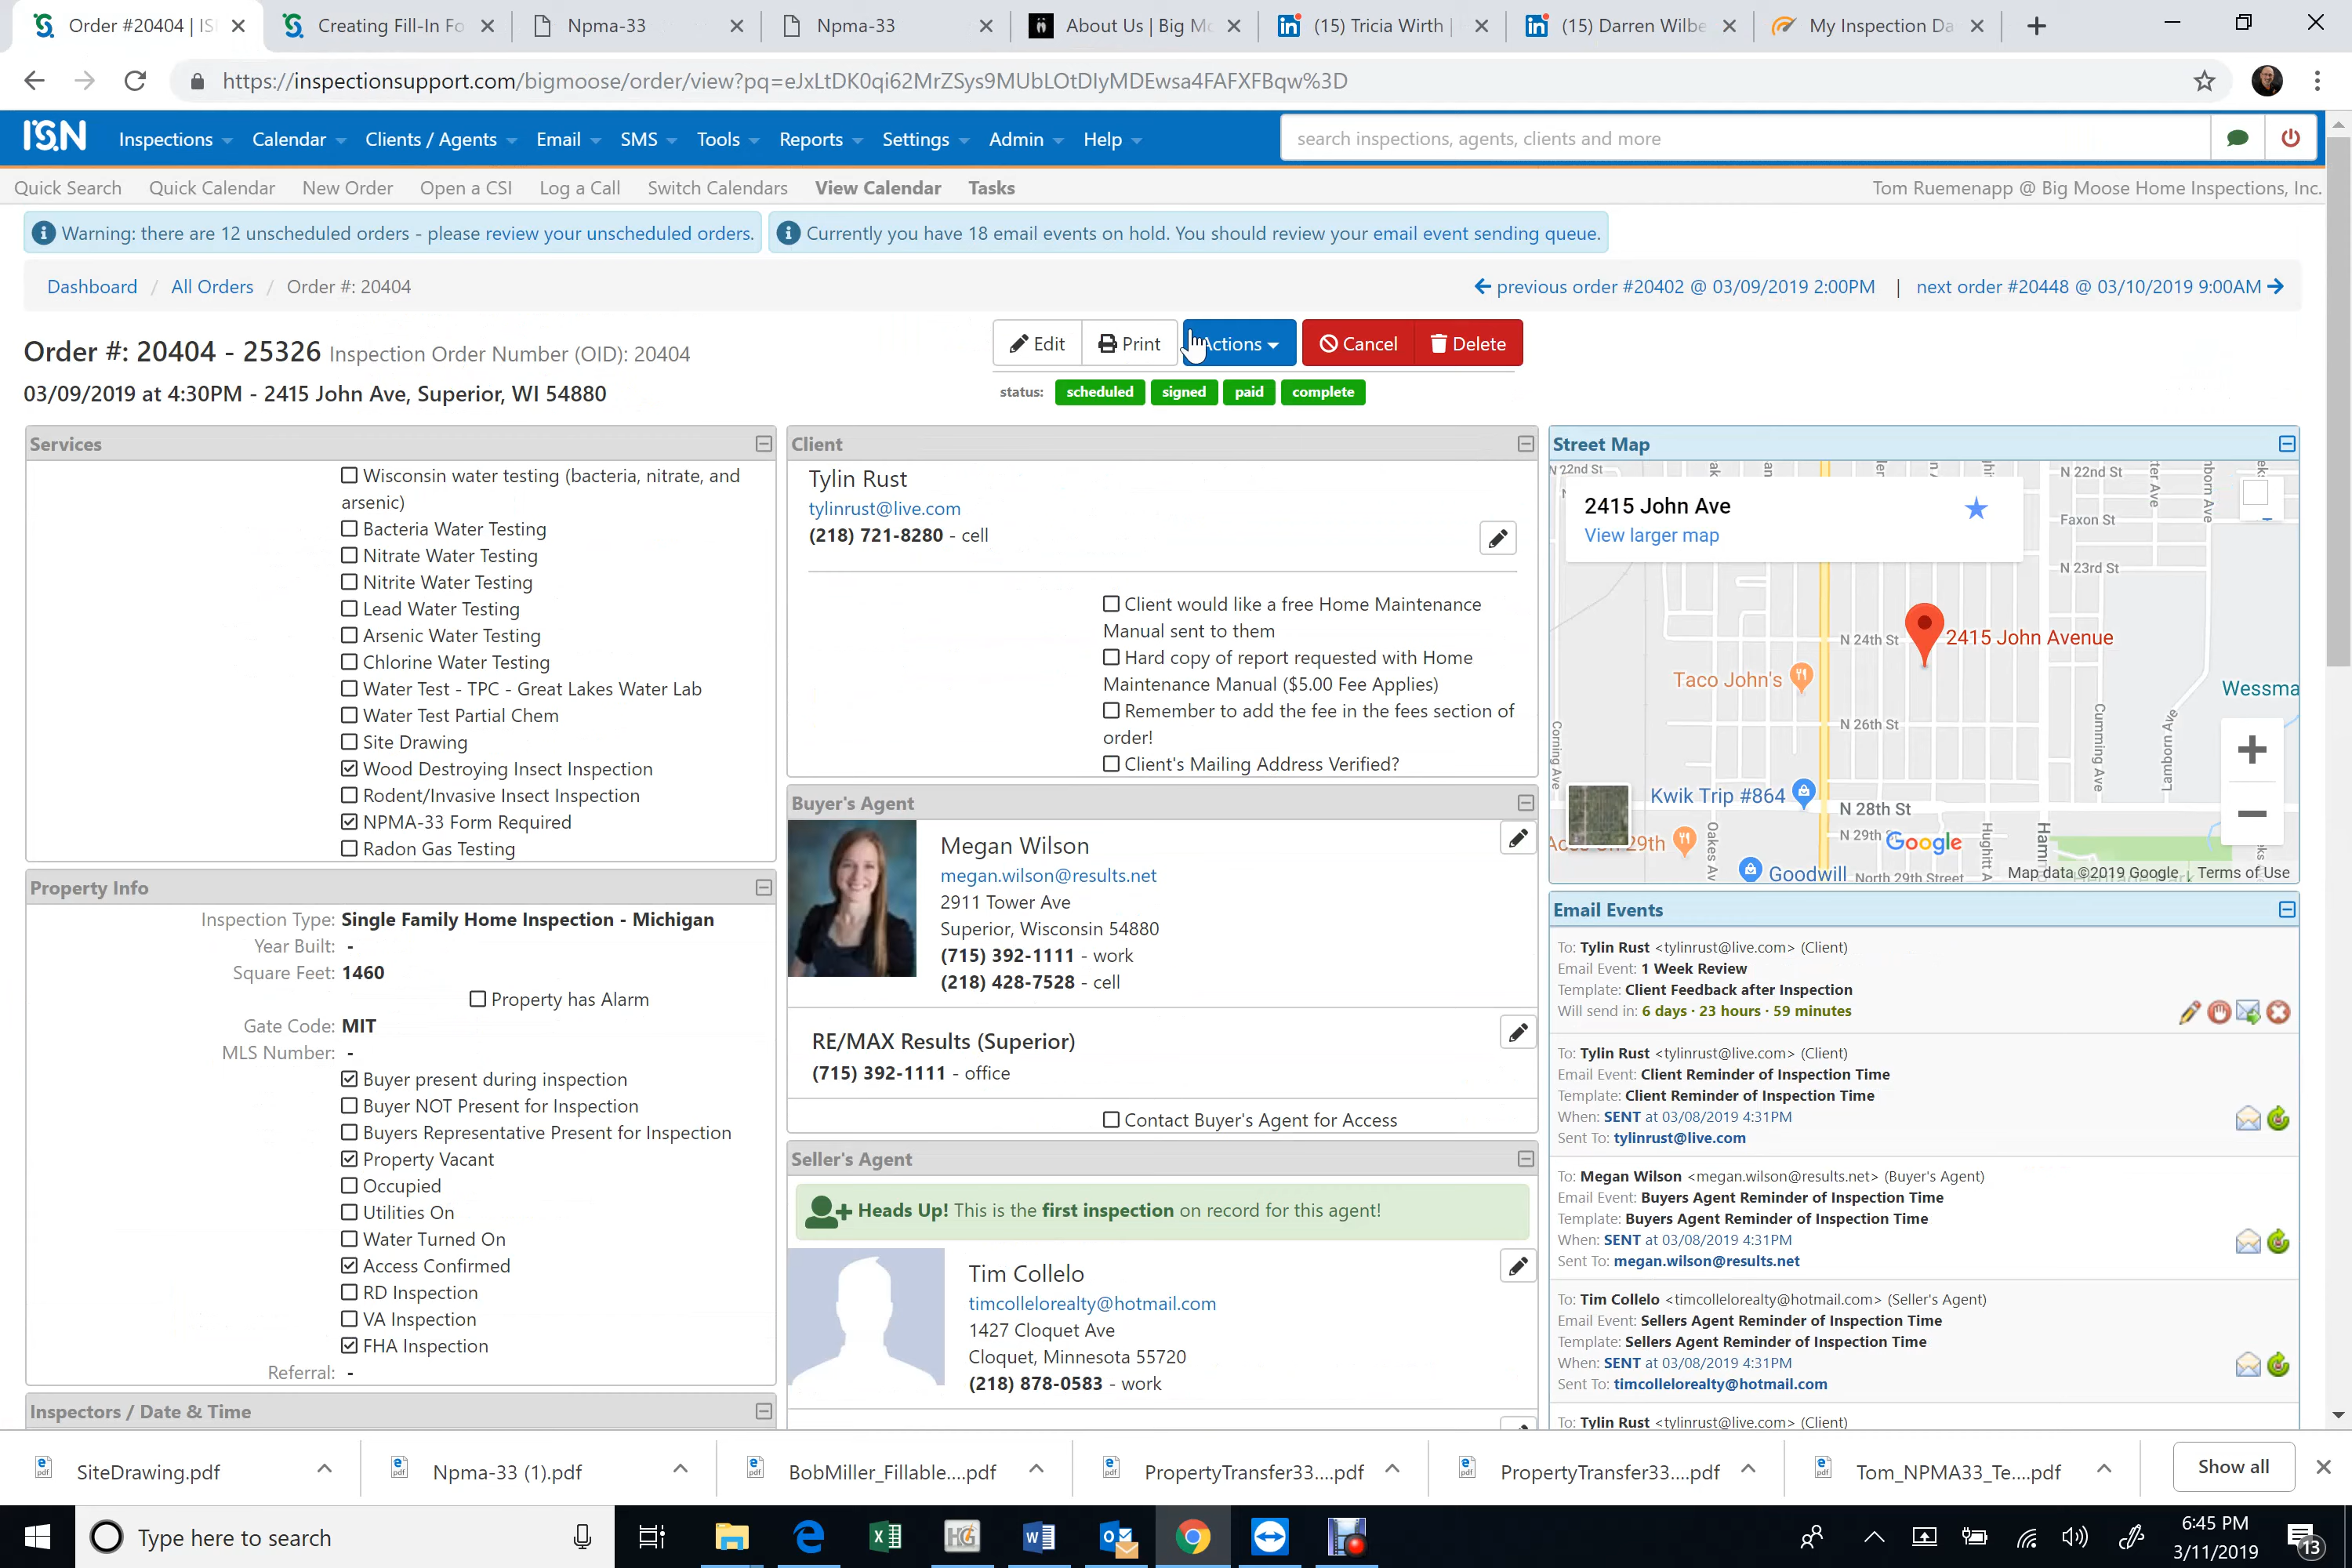 Order #20404 | IS
Creating Fill-In Fo
Npma-33
Npma-33
About Us | Big Mo
(15) Tricia Wirth |
(15) Darren Wilbe
My Inspection Da
https://inspectionsupport.com/bigmoose/order/view?pq=eJxLtDK0qi62MrZSys9MUbLOtDIyMDEwsa4FAFXFBqw%3D
ISN
Inspections
Calendar
Clients / Agents
Email
SMS
Tools
Reports
Settings
Admin
Help
search inspections, agents, clients and more
Quick Search
Quick Calendar
New Order
Open a CSI
Log a Call
Switch Calendars
View Calendar
Tasks
Tom Ruemenapp @ Big Moose Home Inspections, Inc.
Warning: there are 12 unscheduled orders - please review your unscheduled orders.
Currently you have 18 email events on hold. You should review your email event sending queue.
Dashboard / All Orders / Order #: 20404
previous order #20402 @ 03/09/2019 2:00PM | next order #20448 @ 03/10/2019 9:00AM
Order #: 20404 - 25326 Inspection Order Number (OID): 20404
03/09/2019 at 4:30PM - 2415 John Ave, Superior, WI 54880
Edit
Print
Actions
Cancel
Delete
status: scheduled signed paid complete
Services
Wisconsin water testing (bacteria, nitrate, and
arsenic)
Bacteria Water Testing
Nitrate Water Testing
Nitrite Water Testing
Lead Water Testing
Arsenic Water Testing
Chlorine Water Testing
Water Test - TPC - Great Lakes Water Lab
Water Test Partial Chem
Site Drawing
Wood Destroying Insect Inspection
Rodent/Invasive Insect Inspection
NPMA-33 Form Required
Radon Gas Testing
Property Info
Inspection Type: Single Family Home Inspection - Michigan
Year Built: -
Square Feet: 1460
Property has Alarm
Gate Code: MIT
MLS Number: -
Buyer present during inspection
Buyer NOT Present for Inspection
Buyers Representative Present for Inspection
Property Vacant
Occupied
Utilities On
Water Turned On
Access Confirmed
RD Inspection
VA Inspection
FHA Inspection
Referral: -
Inspectors / Date & Time
Client
Tylin Rust
tylinrust@live.com
(218) 721-8280 - cell
Client would like a free Home Maintenance
Manual sent to them
Hard copy of report requested with Home
Maintenance Manual ($5.00 Fee Applies)
Remember to add the fee in the fees section of
order!
Client's Mailing Address Verified?
Buyer's Agent
Megan Wilson
megan.wilson@results.net
2911 Tower Ave
Superior, Wisconsin 54880
(715) 392-1111 - work
(218) 428-7528 - cell
RE/MAX Results (Superior)
(715) 392-1111 - office
Contact Buyer's Agent for Access
Seller's Agent
Heads Up! This is the first inspection on record for this agent!
Tim Collelo
timcollelorealty@hotmail.com
1427 Cloquet Ave
Cloquet, Minnesota 55720
(218) 878-0583 - work
Street Map
N 22nd St
N 22nd St
2415 John Ave
View larger map
Faxon St
N 23rd St
N 24th St
2415 John Avenue
Taco John's
Wessma
N 26th St
Corning Ave
Cumming Ave
Lamborn Ave
Kwik Trip #864
N 28th St
N 29th S
29th
Google
Oakes Av
Hughitt A
Hamm
Goodwill
North 29th Street
Map data ©2019 Google
Terms of Use
Email Events
To: Tylin Rust <tylinrust@live.com> (Client)
Email Event: 1 Week Review
Template: Client Feedback after Inspection
Will send in: 6 days · 23 hours · 59 minutes
To: Tylin Rust <tylinrust@live.com> (Client)
Email Event: Client Reminder of Inspection Time
Template: Client Reminder of Inspection Time
When: SENT at 03/08/2019 4:31PM
Sent To: tylinrust@live.com
To: Megan Wilson <megan.wilson@results.net> (Buyer's Agent)
Email Event: Buyers Agent Reminder of Inspection Time
Template: Buyers Agent Reminder of Inspection Time
When: SENT at 03/08/2019 4:31PM
Sent To: megan.wilson@results.net
To: Tim Collelo <timcollelorealty@hotmail.com> (Seller's Agent)
Email Event: Sellers Agent Reminder of Inspection Time
Template: Sellers Agent Reminder of Inspection Time
When: SENT at 03/08/2019 4:31PM
Sent To: timcollelorealty@hotmail.com
To: Tylin Rust <tylinrust@live.com> (Client)
SiteDrawing.pdf
Npma-33 (1).pdf
BobMiller_Fillable....pdf
PropertyTransfer33....pdf
PropertyTransfer33....pdf
Tom_NPMA33_Te....pdf
Show all
Type here to search
6:45 PM
3/11/2019
13